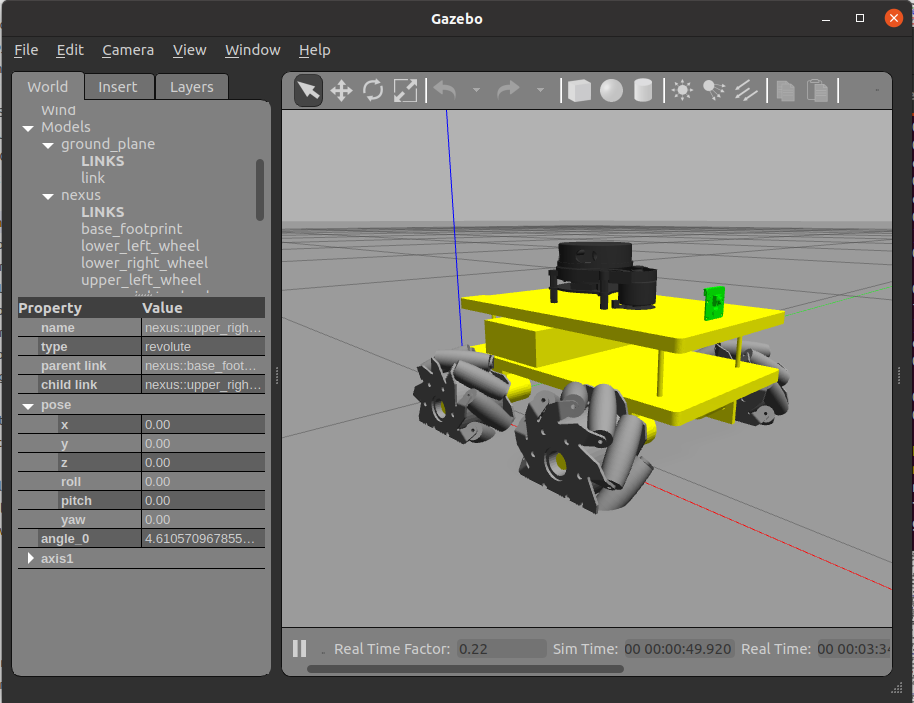 Gazebo
File Edit Camera View Window Help
World Insert Layers
Wind
Models
ground_plane
LINKS
link
nexus
LINKS
base_footprint
lower_left_wheel
lower_right_wheel
upper_left_wheel
Property Value
name nexus::upper_righ...
type revolute
parent link nexus::base_foot...
child link nexus::upper_righ...
pose
x 0.00
y 0.00
z 0.00
roll 0.00
pitch 0.00
yaw 0.00
angle_0 4.610570967855...
axis1
Real Time Factor: 0.22 Sim Time: 00 00:00:49.920 Real Time: 00 00:03:34